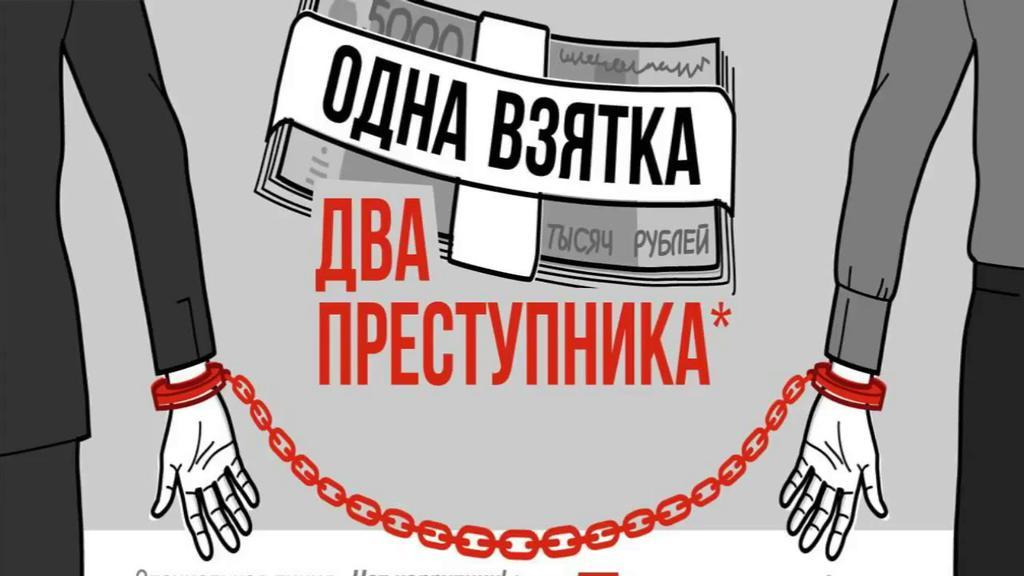 5000
ОДНА ВЗЯТКА
ТЫСЯЧ РУБЛЕЙ
ДВА
ПРЕСТУПНИКА*